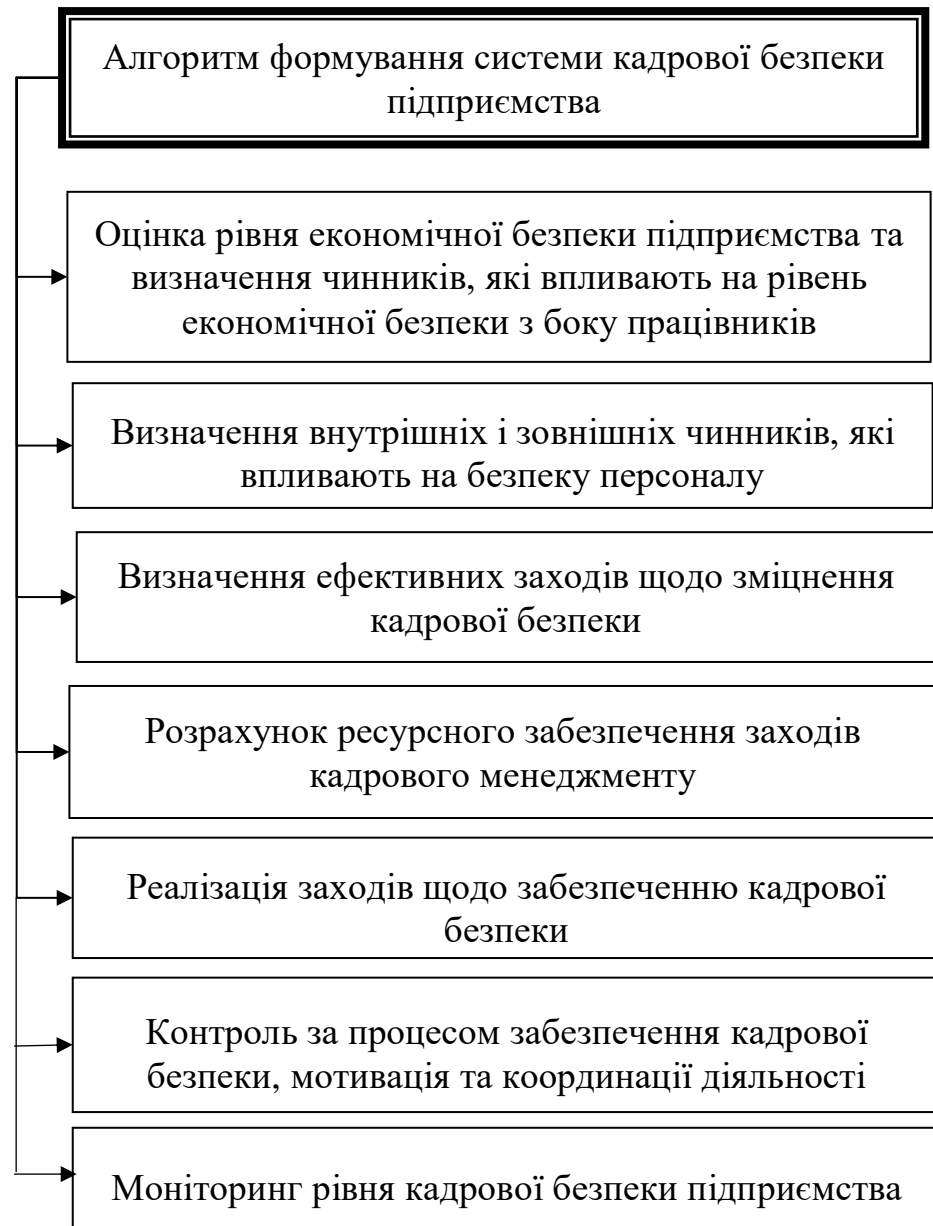 Алгоритм формування системи кадрової безпеки
підприємства
Оцінка рівня економічної безпеки підприємства та
визначення чинників, які впливають на рівень
економічної безпеки з боку працівників
Визначення внутрішніх і зовнішніх чинників, які
впливають на безпеку персоналу
Визначення ефективних заходів щодо зміцнення
кадрової безпеки
Розрахунок ресурсного забезпечення заходів
кадрового менеджменту
Реалізація заходів щодо забезпеченню кадрової
безпеки
Контроль за процесом забезпечення кадрової
безпеки, мотивація та координації діяльності
Моніторинг рівня кадрової безпеки підприємства